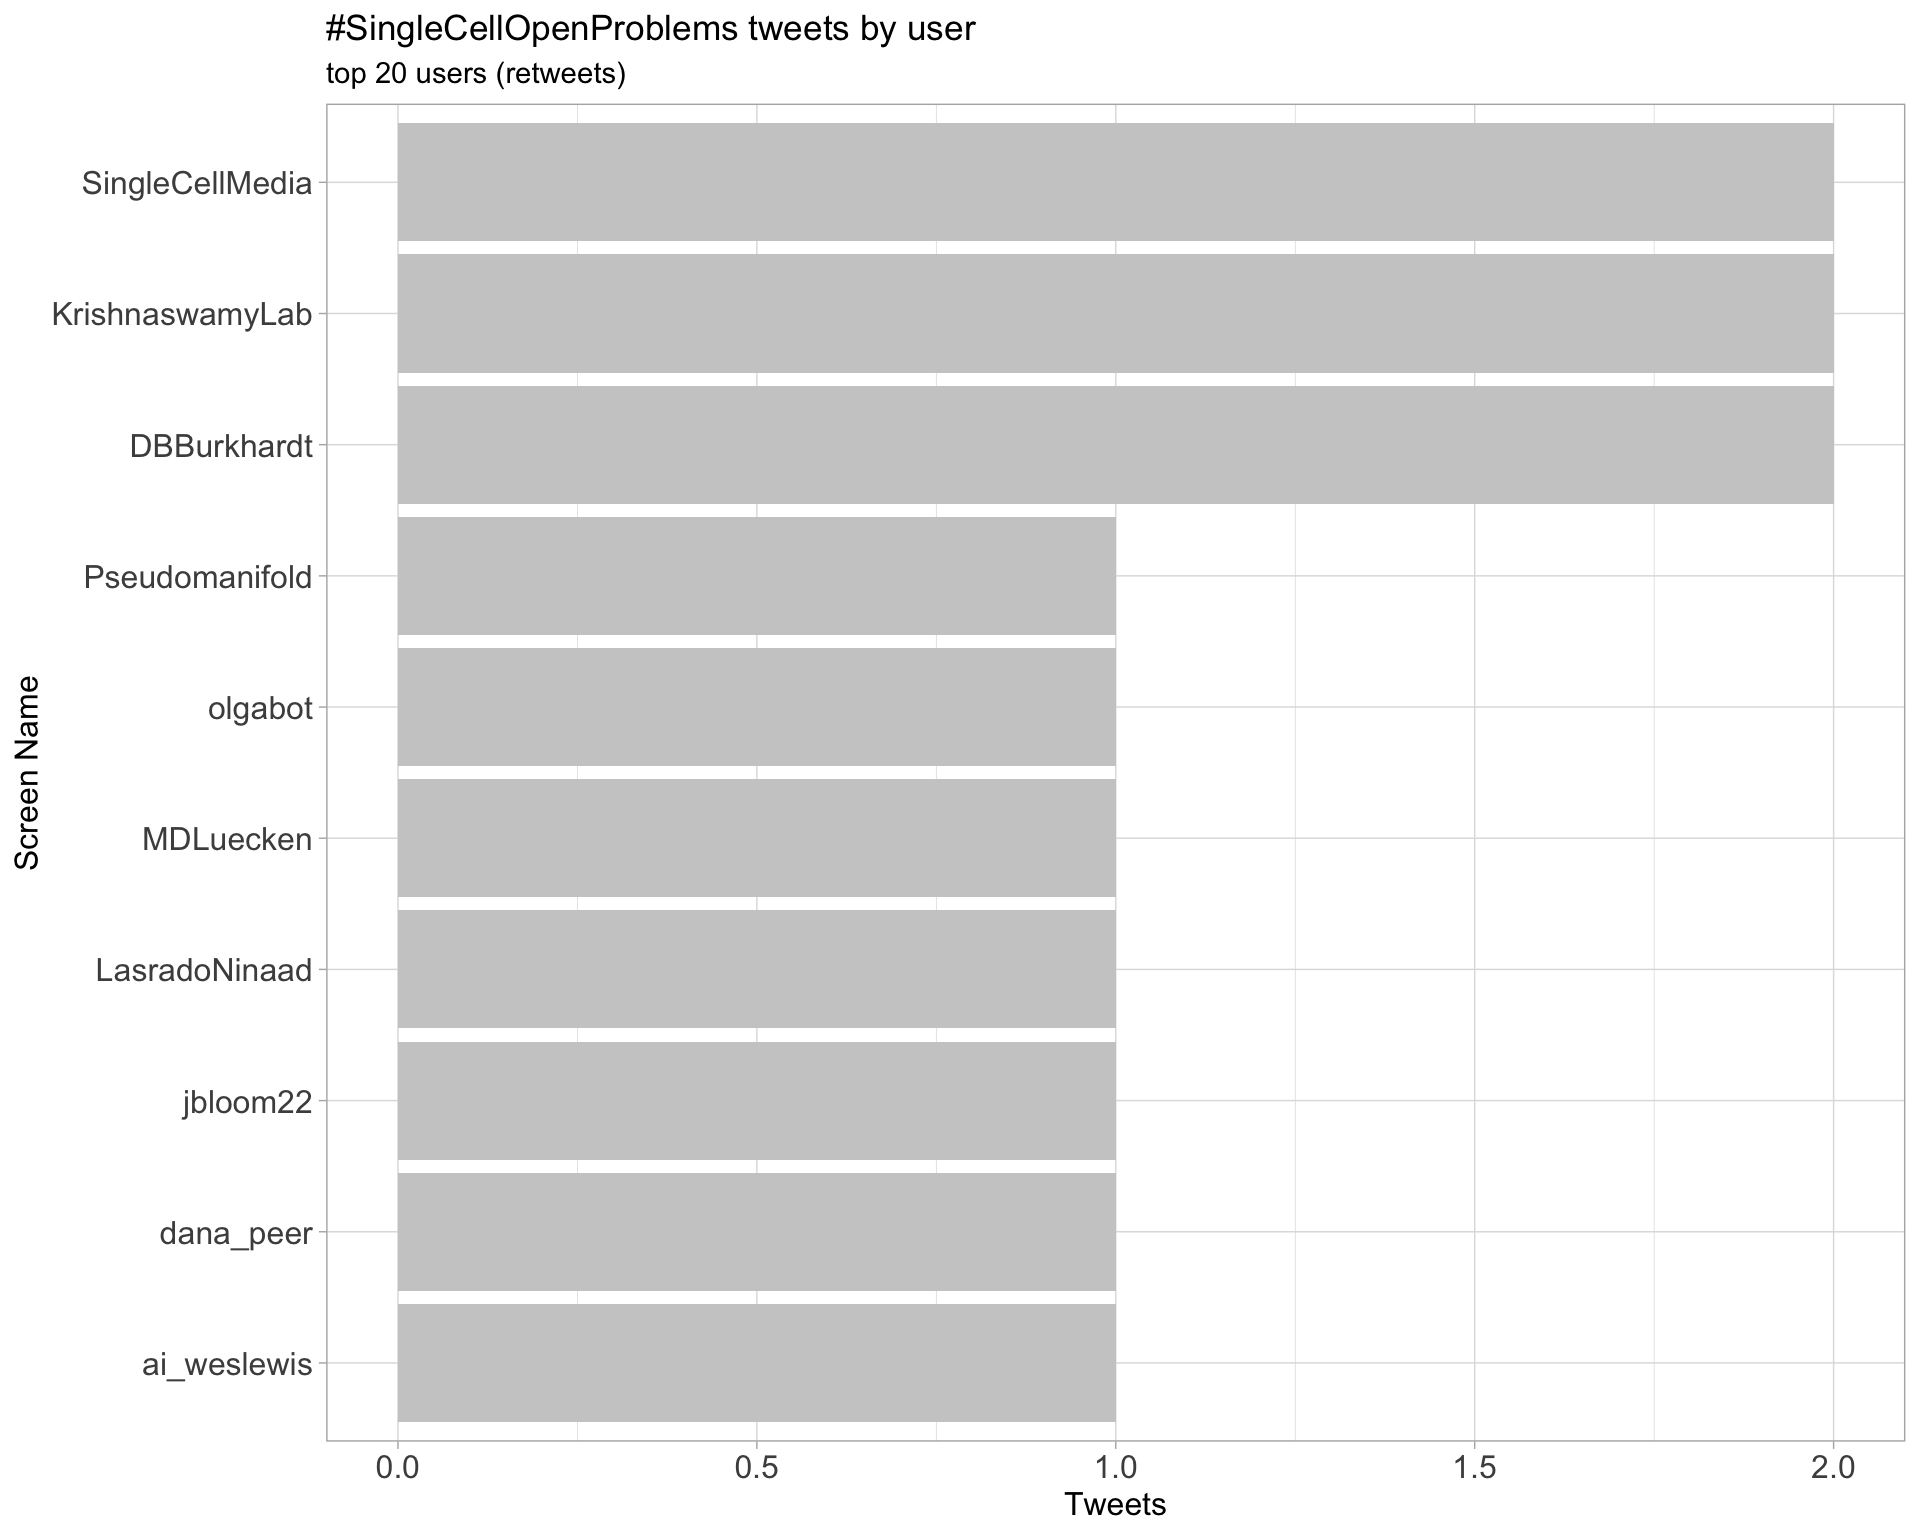 #SingleCellOpenProblems tweets by user
top 20 users (retweets)
Screen Name
SingleCellMedia
KrishnaswamyLab
DBBurkhardt
Pseudomanifold
olgabot
MDLuecken
LasradoNinaad
jbloom22
dana_peer
ai_weslewis
0.0 0.5 1.0 1.5 2.0
Tweets